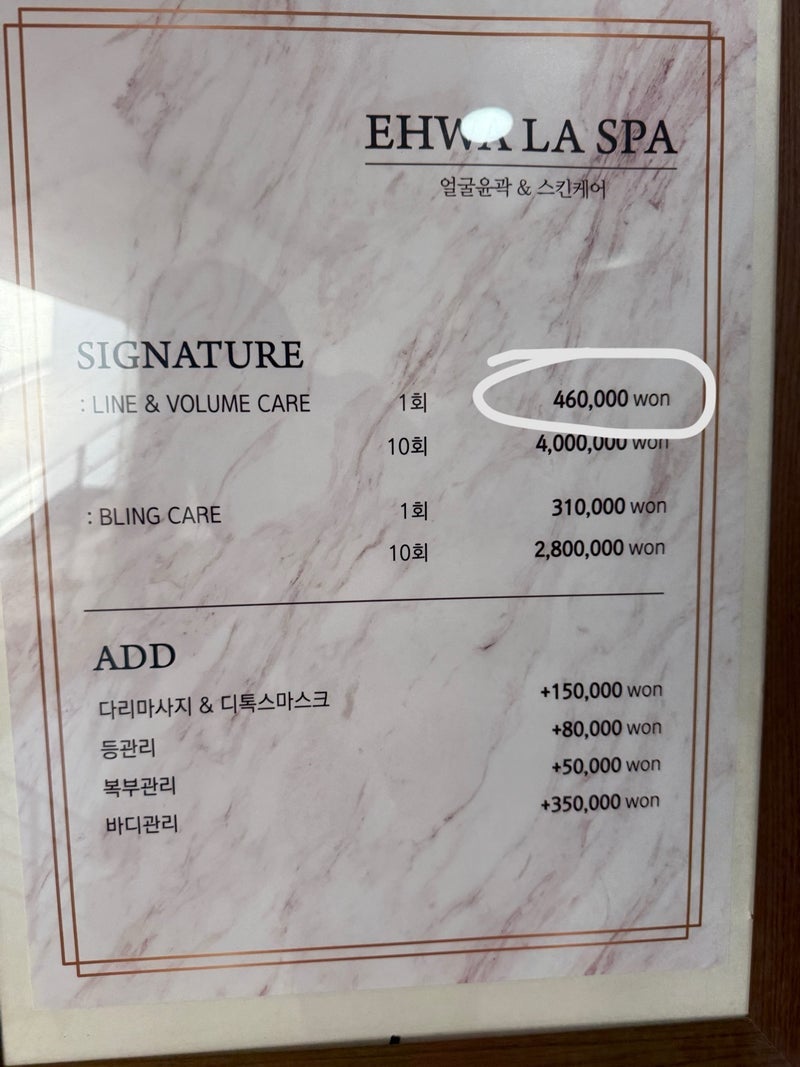 EHWA LA SPA
얼굴윤곽 & 스킨케어
SIGNATURE
: LINE & VOLUME CARE 1회 460,000 won
10회 4,000,000 won
: BLING CARE 1회 310,000 won
10회 2,800,000 won
ADD
다리마사지 & 디톡스마스크 +150,000 won
등관리 +80,000 won
복부관리 +50,000 won
바디관리 +350,000 won